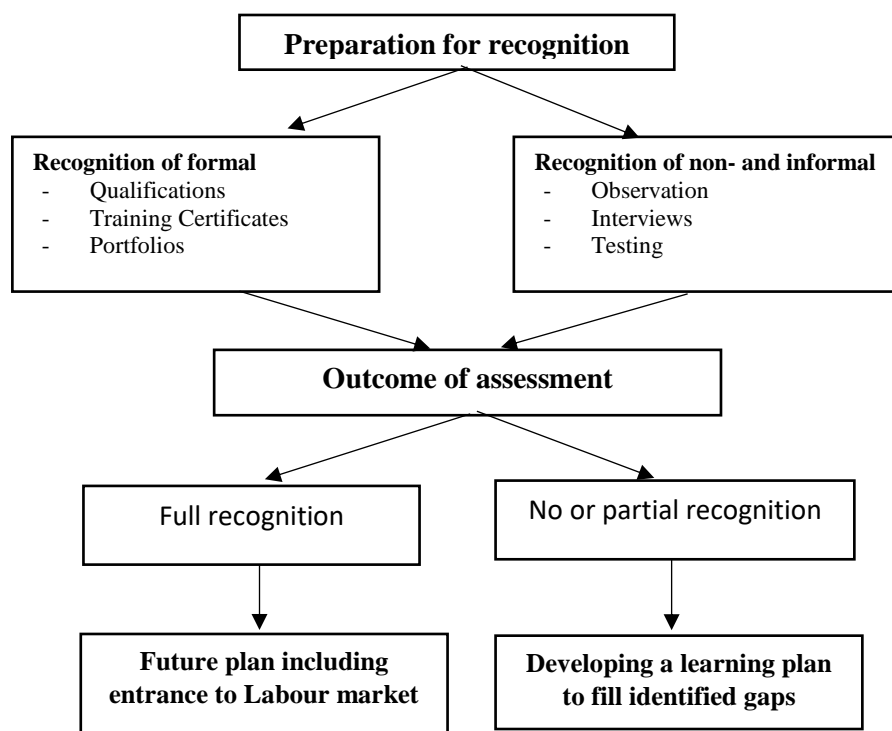 Preparation for recognition
Recognition of formal
- Qualifications
- Training Certificates
- Portfolios
Recognition of non- and informal
- Observation
- Interviews
- Testing
Outcome of assessment
Full recognition
No or partial recognition
Future plan including
entrance to Labour market
Developing a learning plan
to fill identified gaps